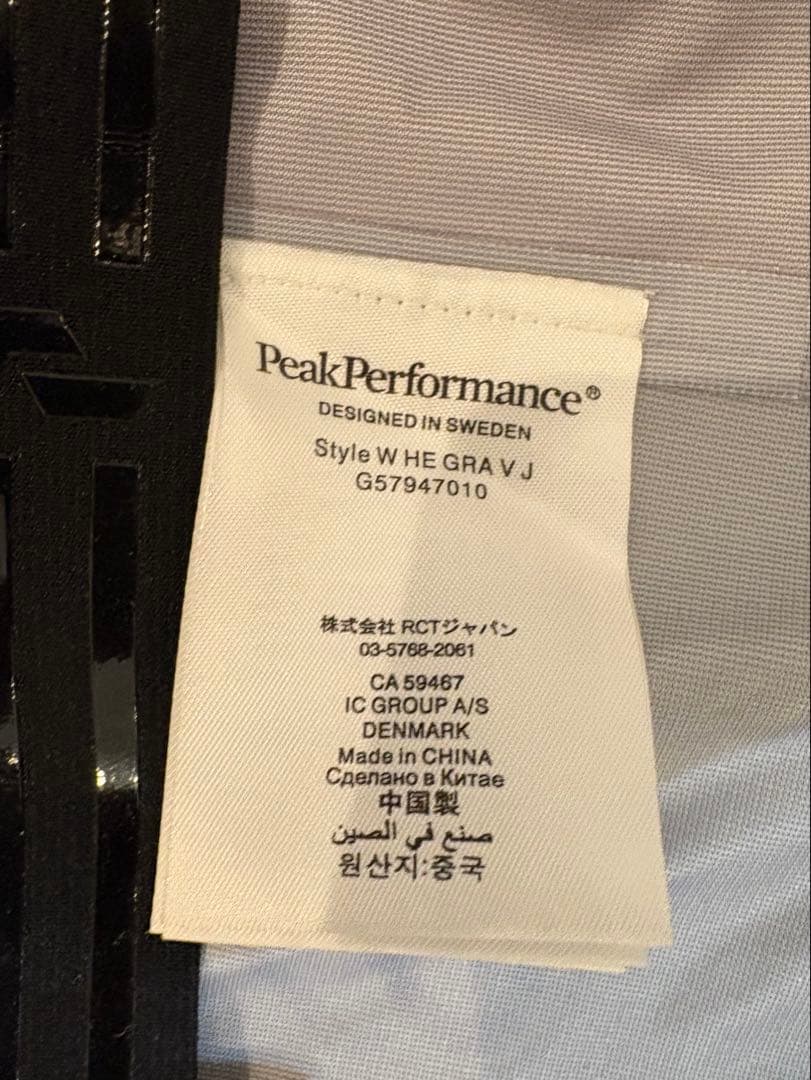 PeakPerformance®
DESIGNED IN SWEDEN
Style W HE GRA V J
G57947010
株式会社 RCTジャパン
03-5768-2061
CA 59467
IC GROUP A/S
DENMARK
Made in CHINA
Сделано в Китае
中国製
صنع في الصين
원산지:중국